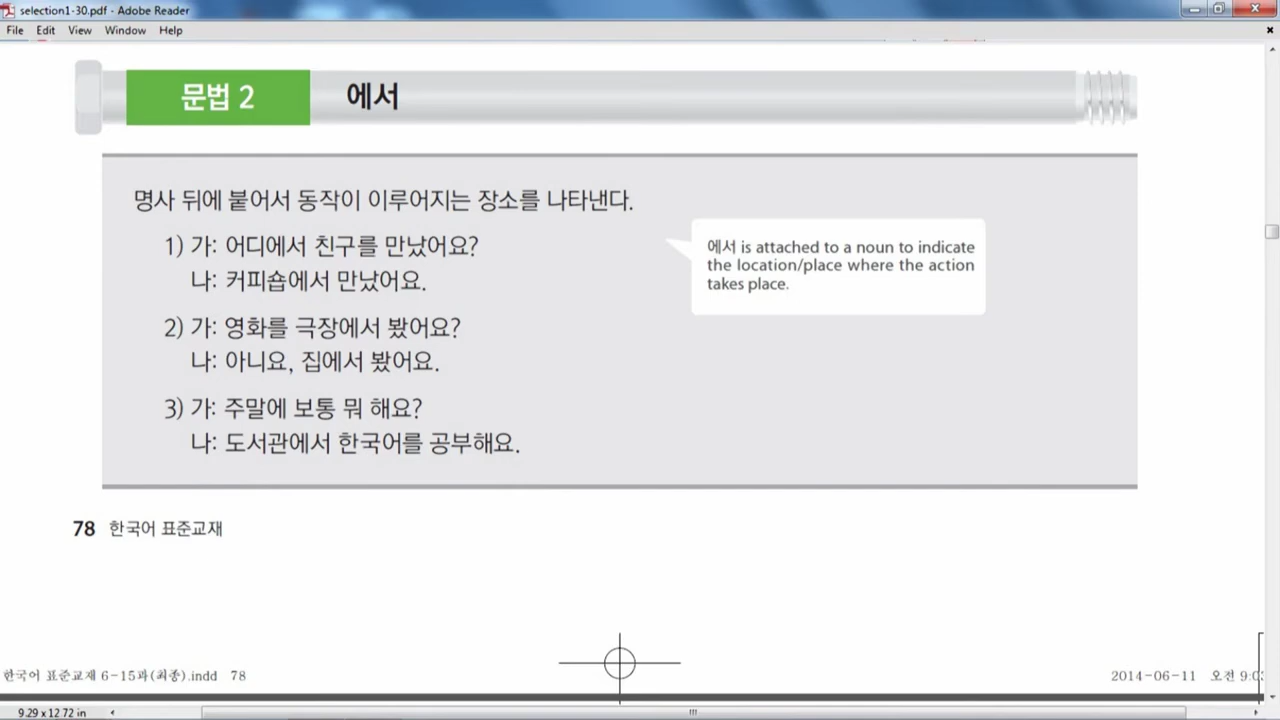 selection1-30.pdf - Adobe Reader
File Edit View Window Help
문법 2 에서
명사 뒤에 붙어서 동작이 이루어지는 장소를 나타낸다.
1) 가: 어디에서 친구를 만났어요?
나: 커피숍에서 만났어요.
2) 가: 영화를 극장에서 봤어요?
나: 아니요, 집에서 봤어요.
3) 가: 주말에 보통 뭐 해요?
나: 도서관에서 한국어를 공부해요.
에서 is attached to a noun to indicate
the location/place where the action
takes place.
78 한국어 표준교재
한국어 표준교재 6-15과(최종).indd 78
2014-06-11 오전 9:0
9.29 x 12.72 in